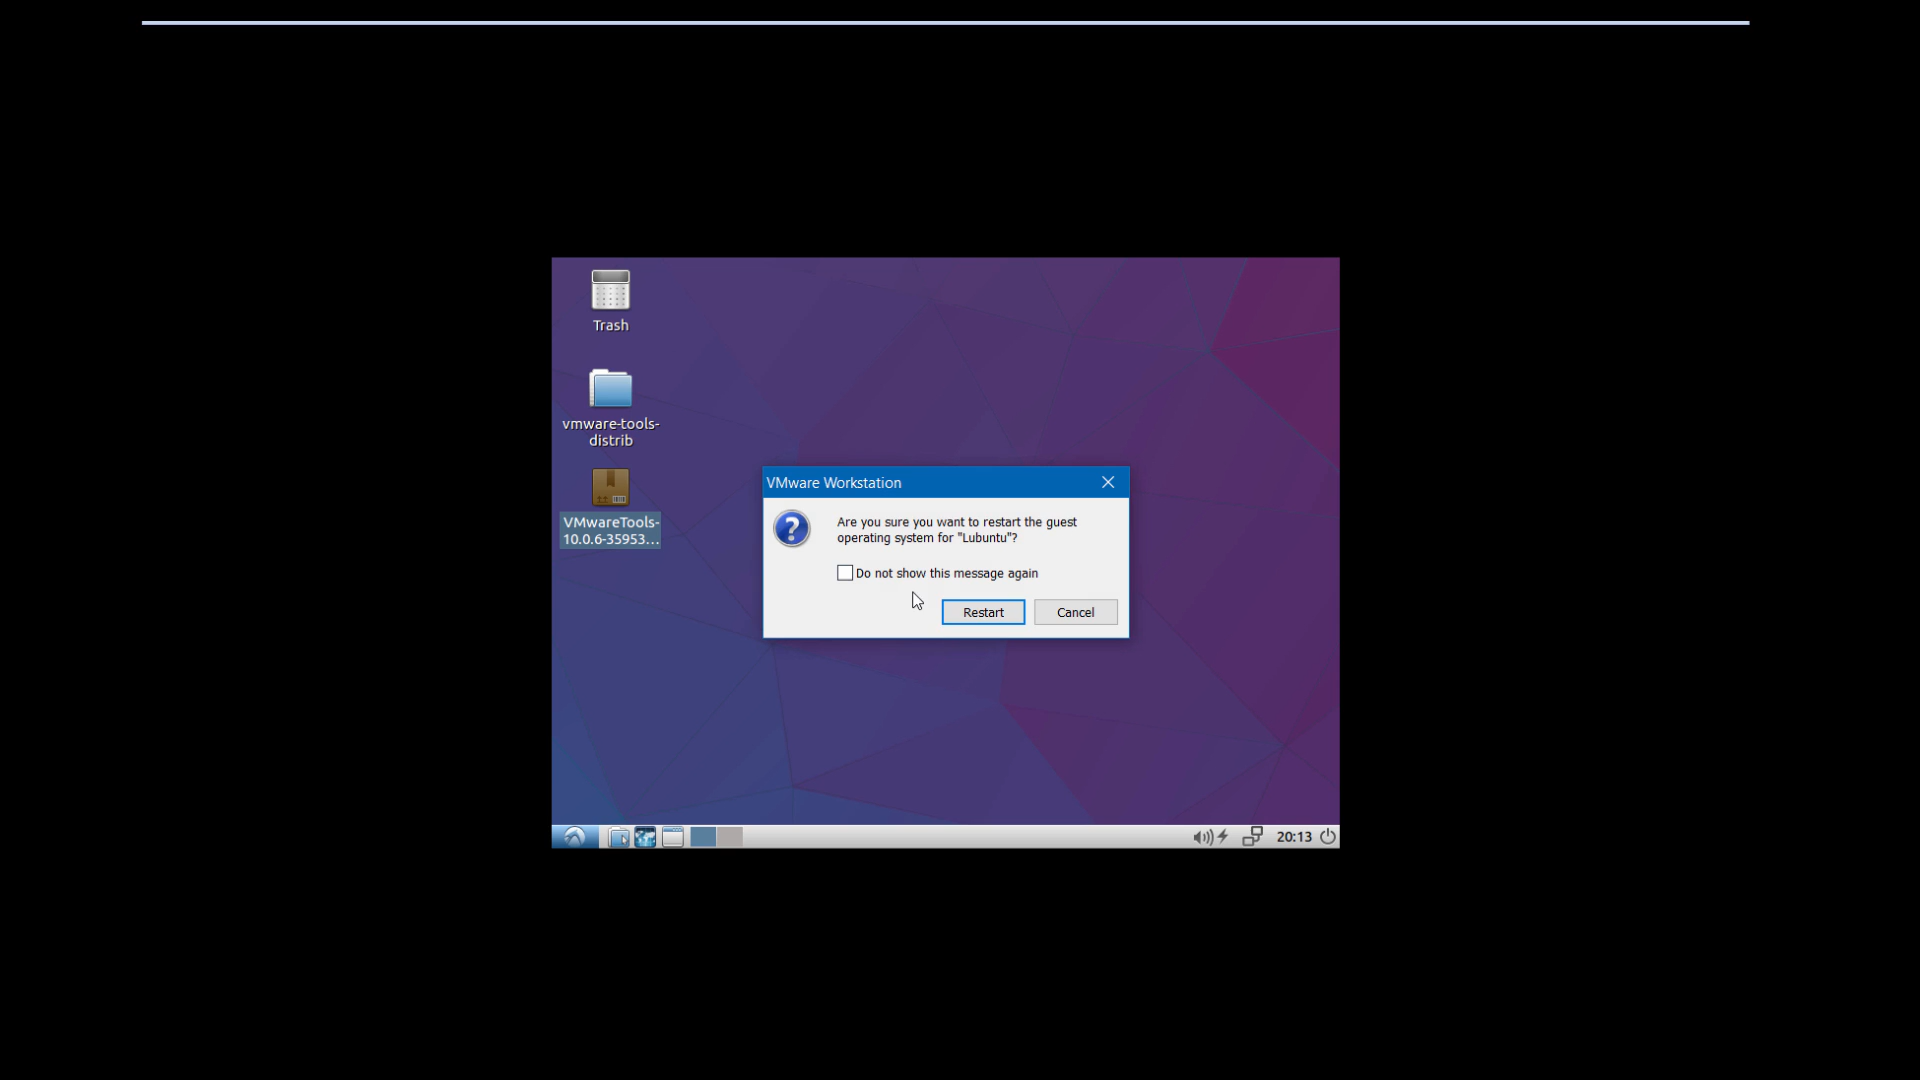 Trash
vmware-tools-
distrib
VMwareTools-
10.0.6-35953...
VMware Workstation
Are you sure you want to restart the guest
operating system for "Lubuntu"?
Do not show this message again
Restart
Cancel
20:13